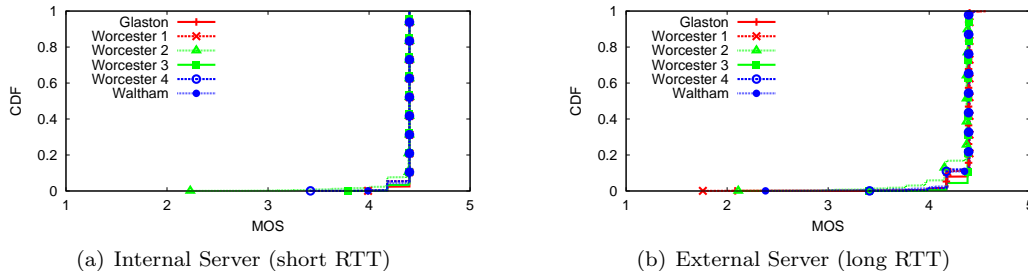 Glaston
Worcester 1
Worcester 2
Worcester 3
Worcester 4
Waltham
CDF
1
0.8
0.6
0.4
0.2
0
1 2 3 4 5
MOS
(a) Internal Server (short RTT)
Glaston
Worcester 1
Worcester 2
Worcester 3
Worcester 4
Waltham
CDF
1
0.8
0.6
0.4
0.2
0
1 2 3 4 5
MOS
(b) External Server (long RTT)